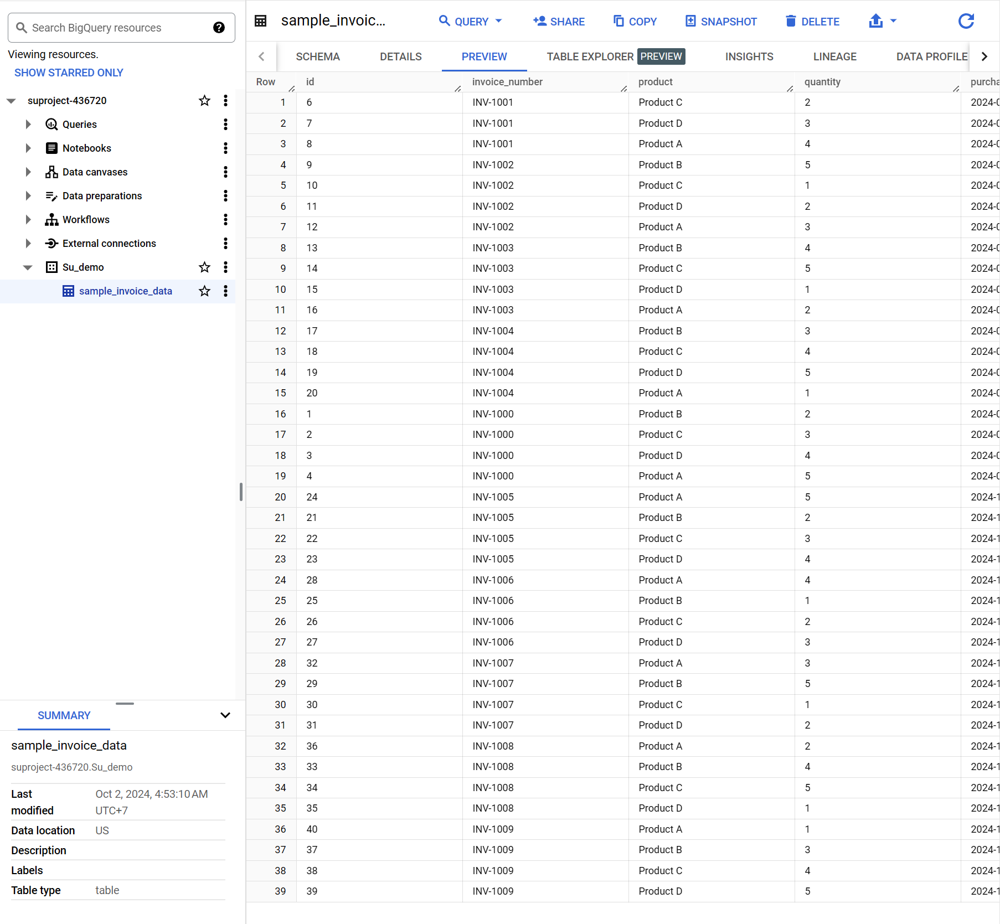 Search BigQuery resources
Viewing resources.
SHOW STARRED ONLY
suproject-436720
Queries
Notebooks
Data canvases
Data preparations
Workflows
External connections
Su_demo
sample_invoice_data
SUMMARY
sample_invoice_data
suproject-436720.Su_demo
Last modified Oct 2, 2024, 4:53:10 AM UTC+7
Data location US
Description
Labels
Table type table
sample_invoic... QUERY SHARE COPY SNAPSHOT DELETE
SCHEMA DETAILS PREVIEW TABLE EXPLORER PREVIEW INSIGHTS LINEAGE DATA PROFILE
Row id invoice_number product quantity purcha
1 6 INV-1001 Product C 2 2024-0
2 7 INV-1001 Product D 3 2024-0
3 8 INV-1001 Product A 4 2024-0
4 9 INV-1002 Product B 5 2024-0
5 10 INV-1002 Product C 1 2024-0
6 11 INV-1002 Product D 2 2024-0
7 12 INV-1002 Product A 3 2024-0
8 13 INV-1003 Product B 4 2024-0
9 14 INV-1003 Product C 5 2024-0
10 15 INV-1003 Product D 1 2024-0
11 16 INV-1003 Product A 2 2024-0
12 17 INV-1004 Product B 3 2024-0
13 18 INV-1004 Product C 4 2024-0
14 19 INV-1004 Product D 5 2024-0
15 20 INV-1004 Product A 1 2024-0
16 1 INV-1000 Product B 2 2024-0
17 2 INV-1000 Product C 3 2024-0
18 3 INV-1000 Product D 4 2024-0
19 4 INV-1000 Product A 5 2024-0
20 24 INV-1005 Product A 5 2024-1
21 21 INV-1005 Product B 2 2024-1
22 22 INV-1005 Product C 3 2024-1
23 23 INV-1005 Product D 4 2024-1
24 28 INV-1006 Product A 4 2024-1
25 25 INV-1006 Product B 1 2024-1
26 26 INV-1006 Product C 2 2024-1
27 27 INV-1006 Product D 3 2024-1
28 32 INV-1007 Product A 3 2024-1
29 29 INV-1007 Product B 5 2024-1
30 30 INV-1007 Product C 1 2024-1
31 31 INV-1007 Product D 2 2024-1
32 36 INV-1008 Product A 2 2024-1
33 33 INV-1008 Product B 4 2024-1
34 34 INV-1008 Product C 5 2024-1
35 35 INV-1008 Product D 1 2024-1
36 40 INV-1009 Product A 1 2024-1
37 37 INV-1009 Product B 3 2024-1
38 38 INV-1009 Product C 4 2024-1
39 39 INV-1009 Product D 5 2024-1